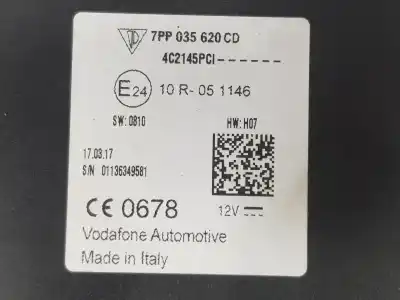 7PP 035 620 CD
4C2145PCI-------
E24 10 R-05 1146
SW: 0810 HW: H07
17.03.17
S/N 01136349581
CE 0678 12V
Vodafone Automotive
Made in Italy